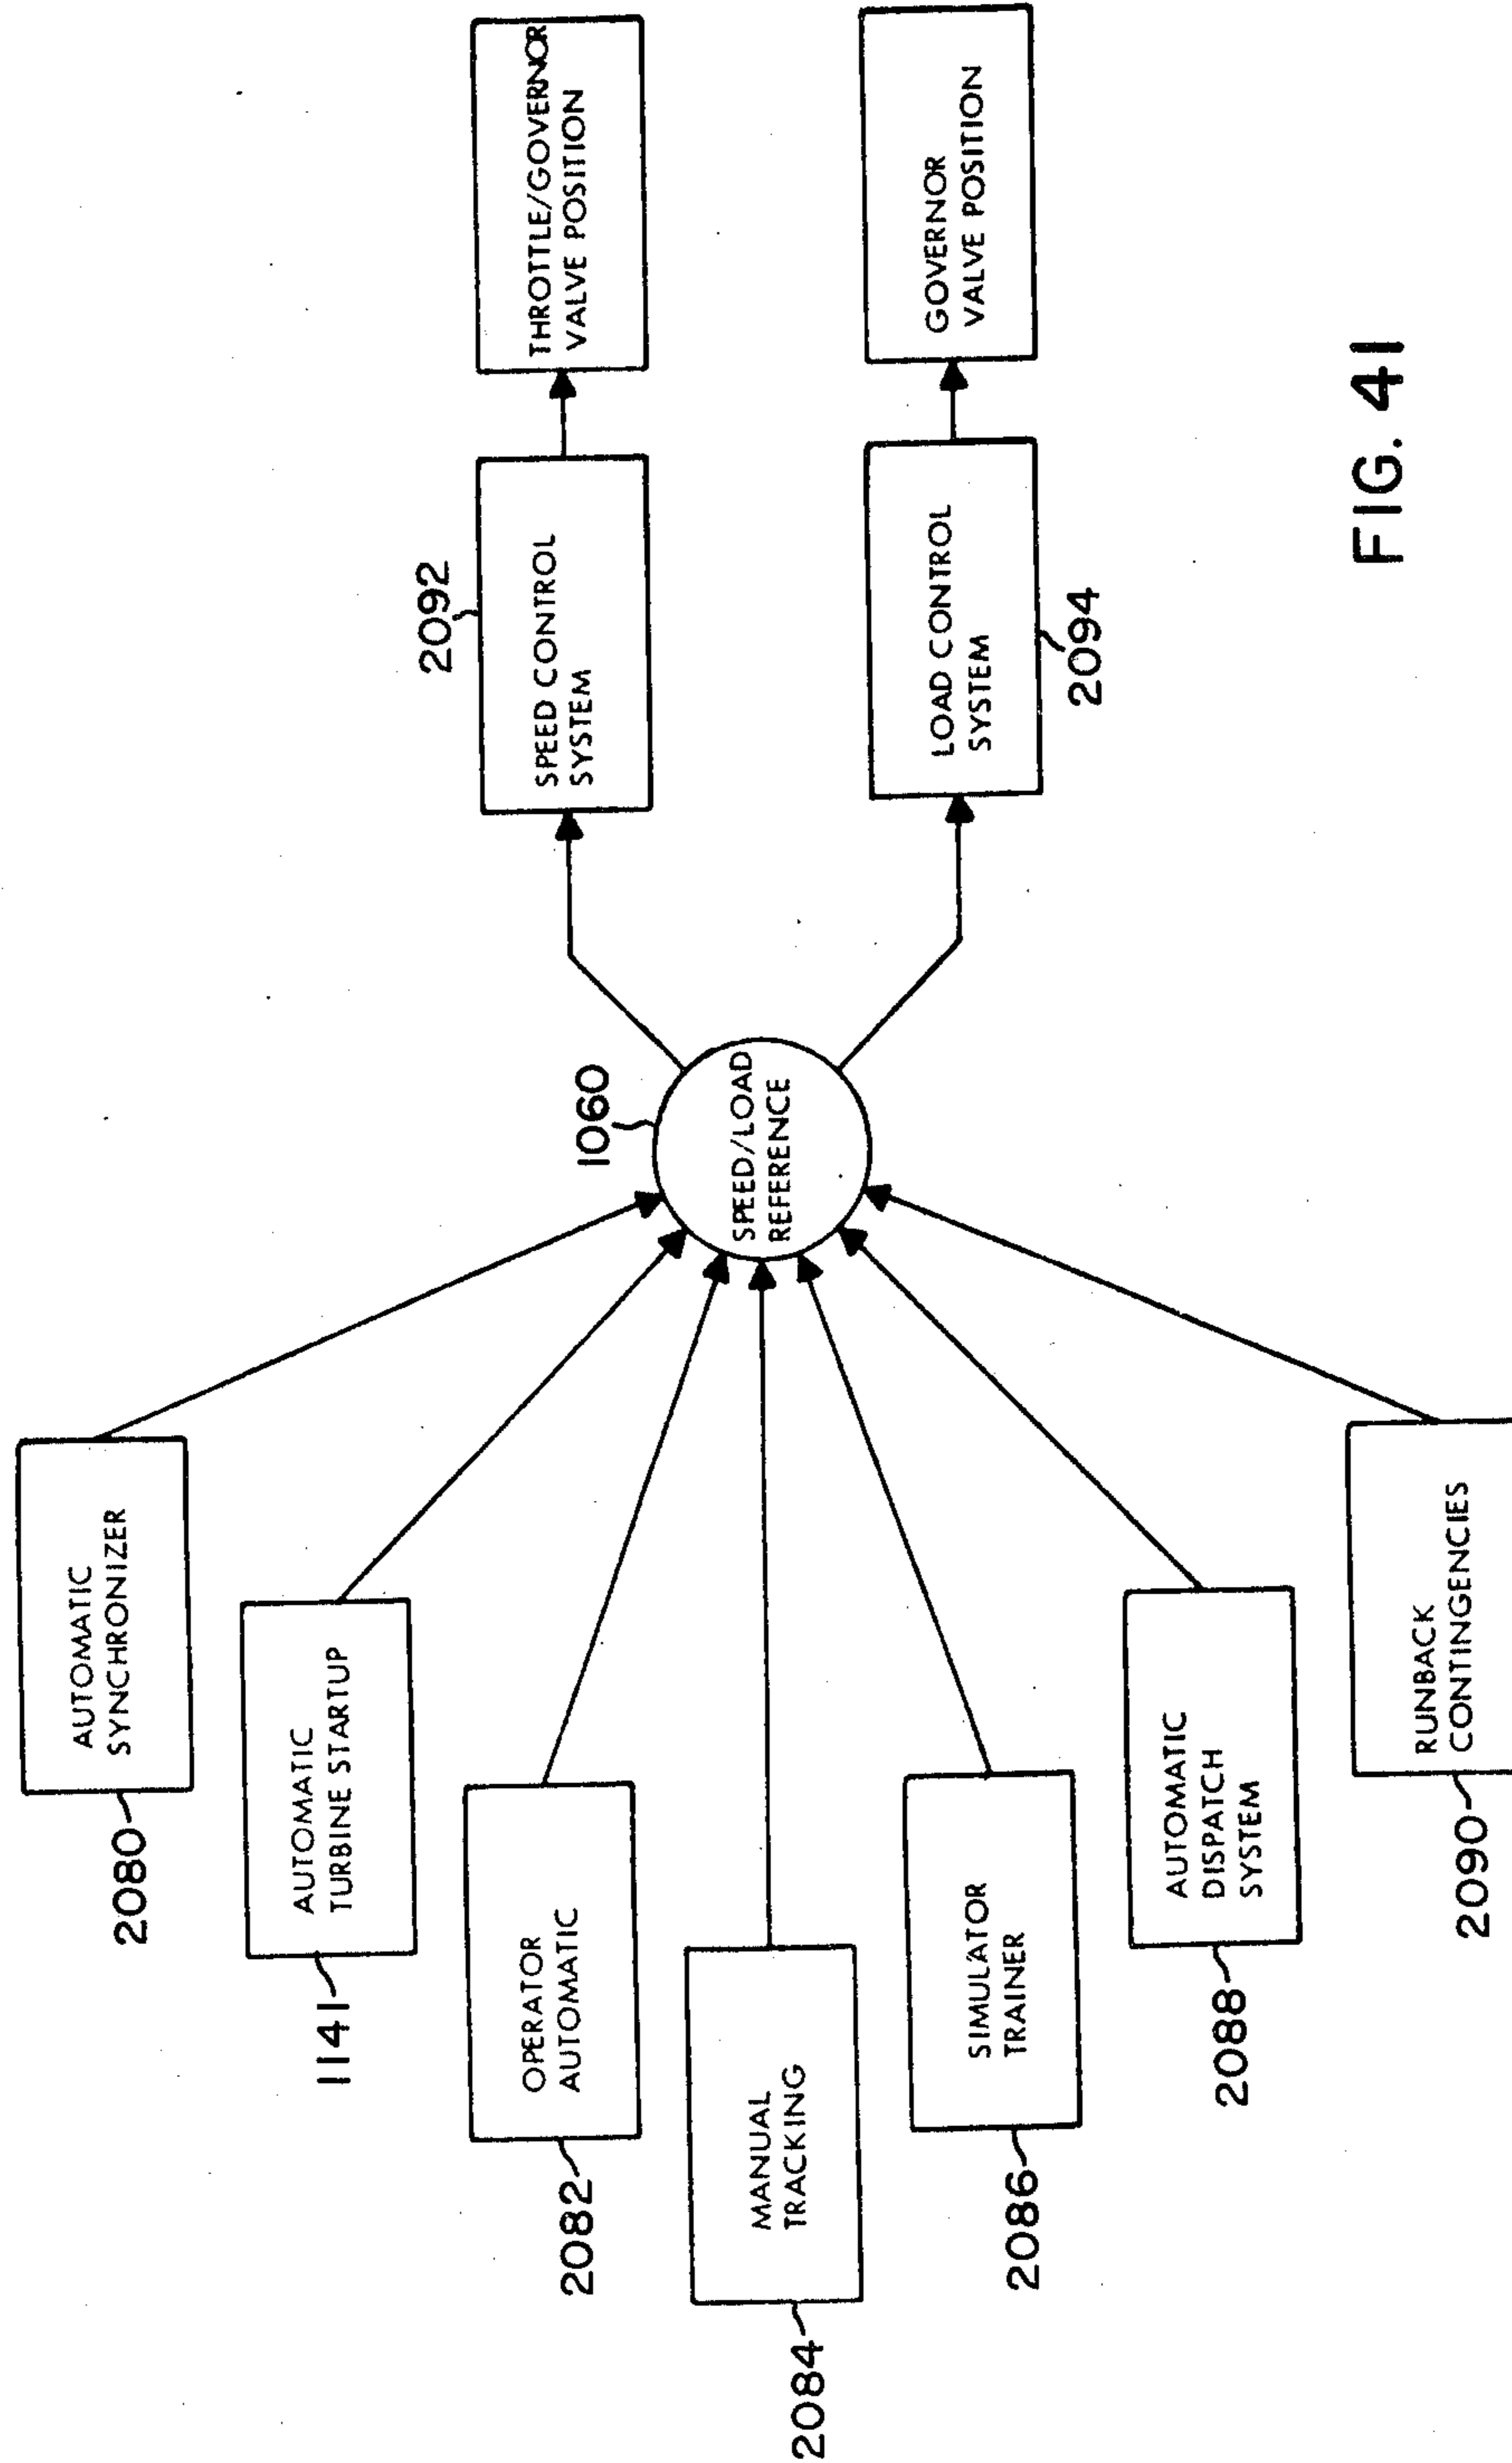 2080
AUTOMATIC
SYNCHRONIZER
1141
AUTOMATIC
TURBINE STARTUP
2082
OPERATOR
AUTOMATIC
2084
MANUAL
TRACKING
2086
SIMULATOR
TRAINER
2088
AUTOMATIC
DISPATCH
SYSTEM
2090
RUNBACK
CONTINGENCIES
1060
SPEED/LOAD
REFERENCE
2092
SPEED CONTROL
SYSTEM
THROTTLE/GOVERNOR
VALVE POSITION
LOAD CONTROL
SYSTEM
2094
GOVERNOR
VALVE POSITION
FIG. 41